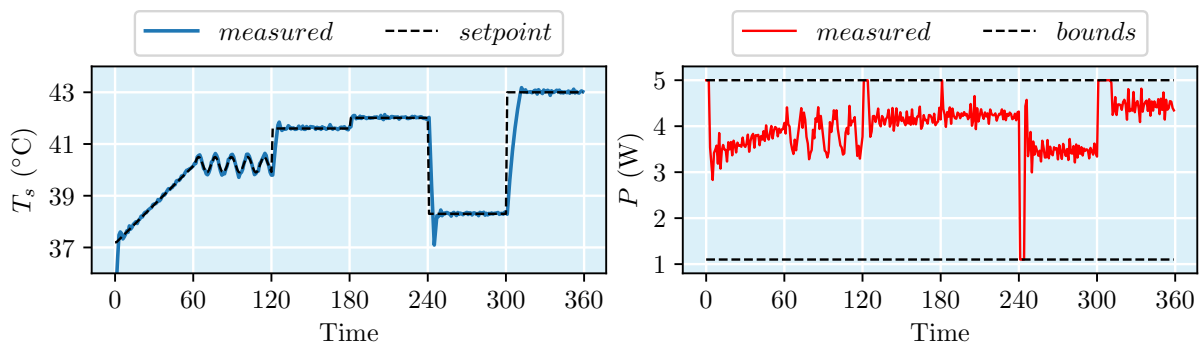 measured setpoint
43
41
39
37
T_s (°C)
0 60 120 180 240 300 360
Time
measured bounds
5
4
3
2
1
P (W)
0 60 120 180 240 300 360
Time